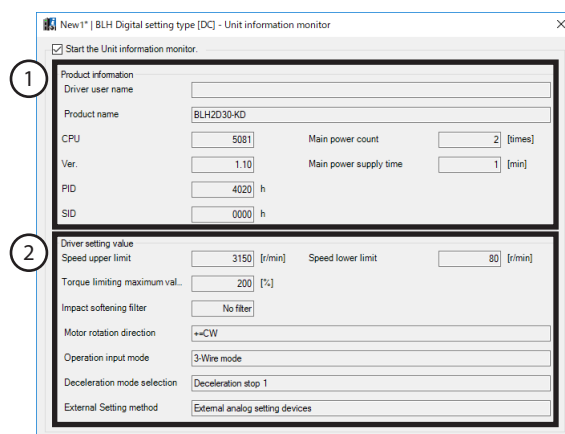 New1* | BLH Digital setting type [DC] - Unit information monitor
Start the Unit information monitor.
1
Product information
Driver user name
Product name BLH2D30-KD
CPU 5081 Main power count 2 [times]
Ver. 1.10 Main power supply time 1 [min]
PID 4020 h
SID 0000 h
2
Driver setting value
Speed upper limit 3150 [r/min] Speed lower limit 80 [r/min]
Torque limiting maximum val... 200 [%]
Impact softening filter No filter
Motor rotation direction +=CW
Operation input mode 3-Wire mode
Deceleration mode selection Deceleration stop 1
External Setting method External analog setting devices